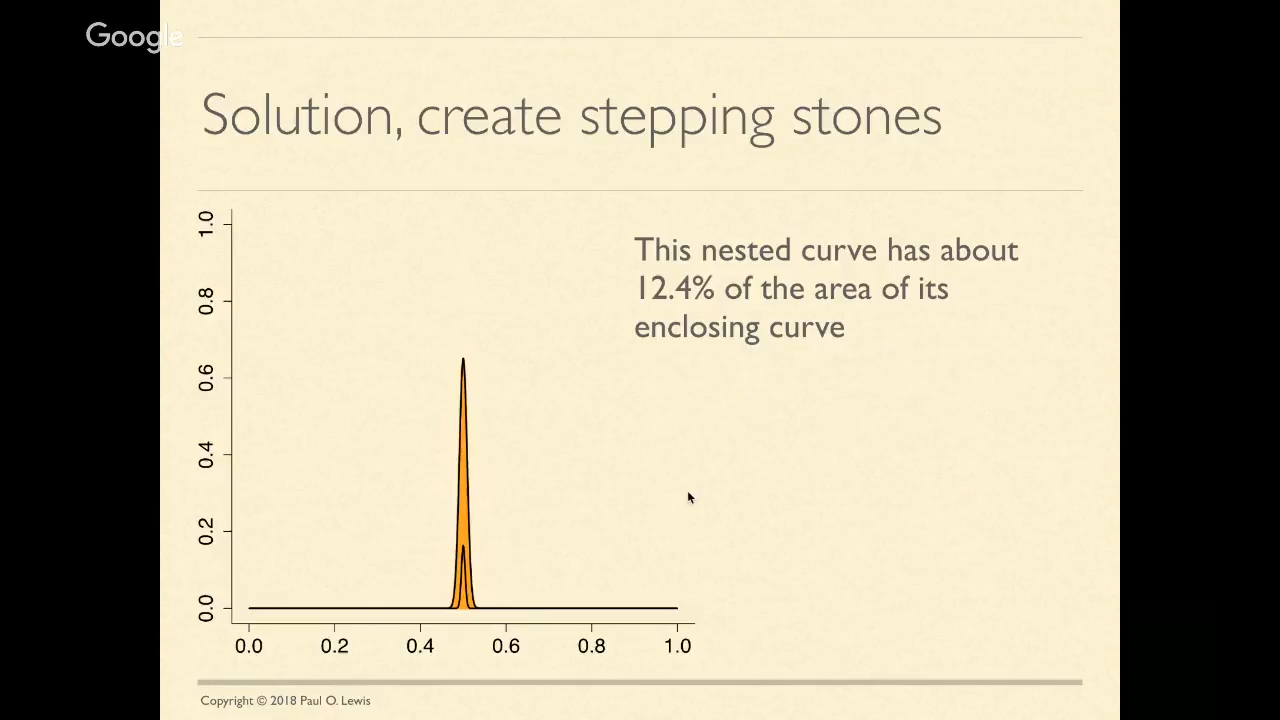 Google
Solution, create stepping stones
This nested curve has about
12.4% of the area of its
enclosing curve
1.0
0.8
0.6
0.4
0.2
0.0
0.0 0.2 0.4 0.6 0.8 1.0
Copyright © 2018 Paul O. Lewis